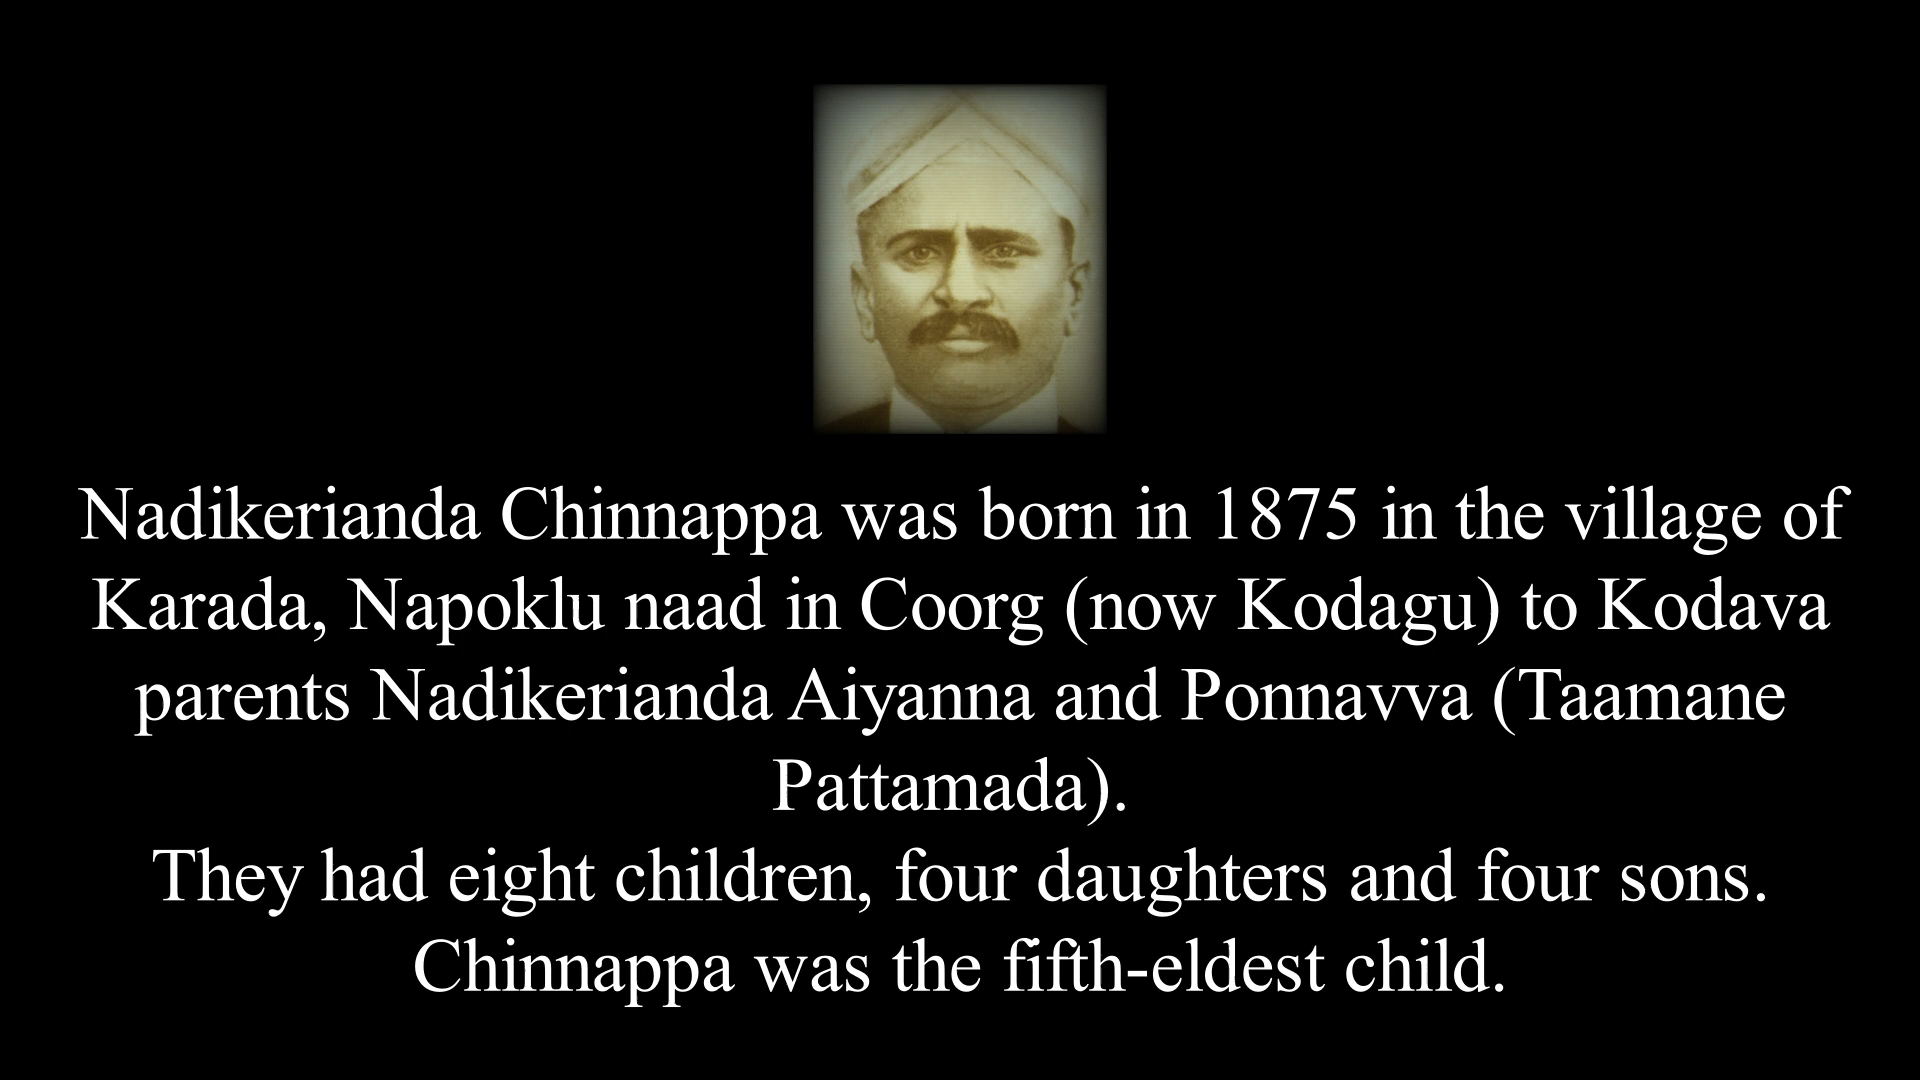 Nadikerianda Chinnappa was born in 1875 in the village of
Karada, Napoklu naad in Coorg (now Kodagu) to Kodava
parents Nadikerianda Aiyanna and Ponnavva (Taamane
Pattamada).
They had eight children, four daughters and four sons.
Chinnappa was the fifth-eldest child.